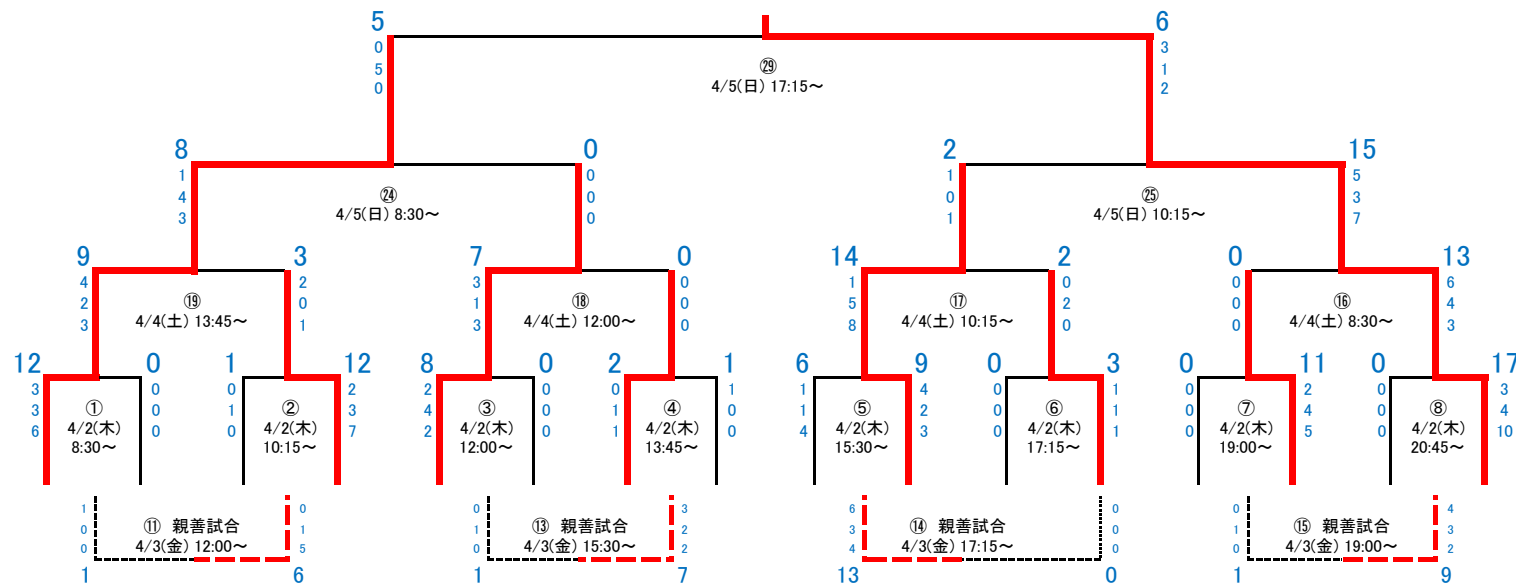 5 6
0 3
5 1
0 2
㉙
4/5(日) 17:15～
8 0 2 15
1 0 1 5
4 0 0 3
3 0 1 7
㉔ ㉕
4/5(日) 8:30～ 4/5(日) 10:15～
9 3 7 0 14 2 0 13
4 2 3 0 1 0 0 6
2 0 1 0 5 2 0 4
3 1 3 0 8 0 0 3
⑲ ⑱ ⑰ ⑯
4/4(土) 13:45～ 4/4(土) 12:00～ 4/4(土) 10:15～ 4/4(土) 8:30～
12 0 1 12 8 0 2 1 6 9 0 3 0 11 0 17
3 0 0 2 2 0 0 1 1 4 0 1 0 2 0 3
3 0 1 3 4 0 1 0 1 2 0 1 0 4 0 4
6 0 0 7 2 0 1 0 4 3 0 1 0 5 0 10
① ② ③ ④ ⑤ ⑥ ⑦ ⑧
4/2(木) 4/2(木) 4/2(木) 4/2(木) 4/2(木) 4/2(木) 4/2(木) 4/2(木)
8:30～ 10:15～ 12:00～ 13:45～ 15:30～ 17:15～ 19:00～ 20:45～
1 0 0 3 6 0 0 4
0 1 1 2 3 0 1 3
0 5 0 2 4 0 0 2
⑪ 親善試合 ⑬ 親善試合 ⑭ 親善試合 ⑮ 親善試合
4/3(金) 12:00～ 4/3(金) 15:30～ 4/3(金) 17:15～ 4/3(金) 19:00～
1 6 1 7 13 0 1 9